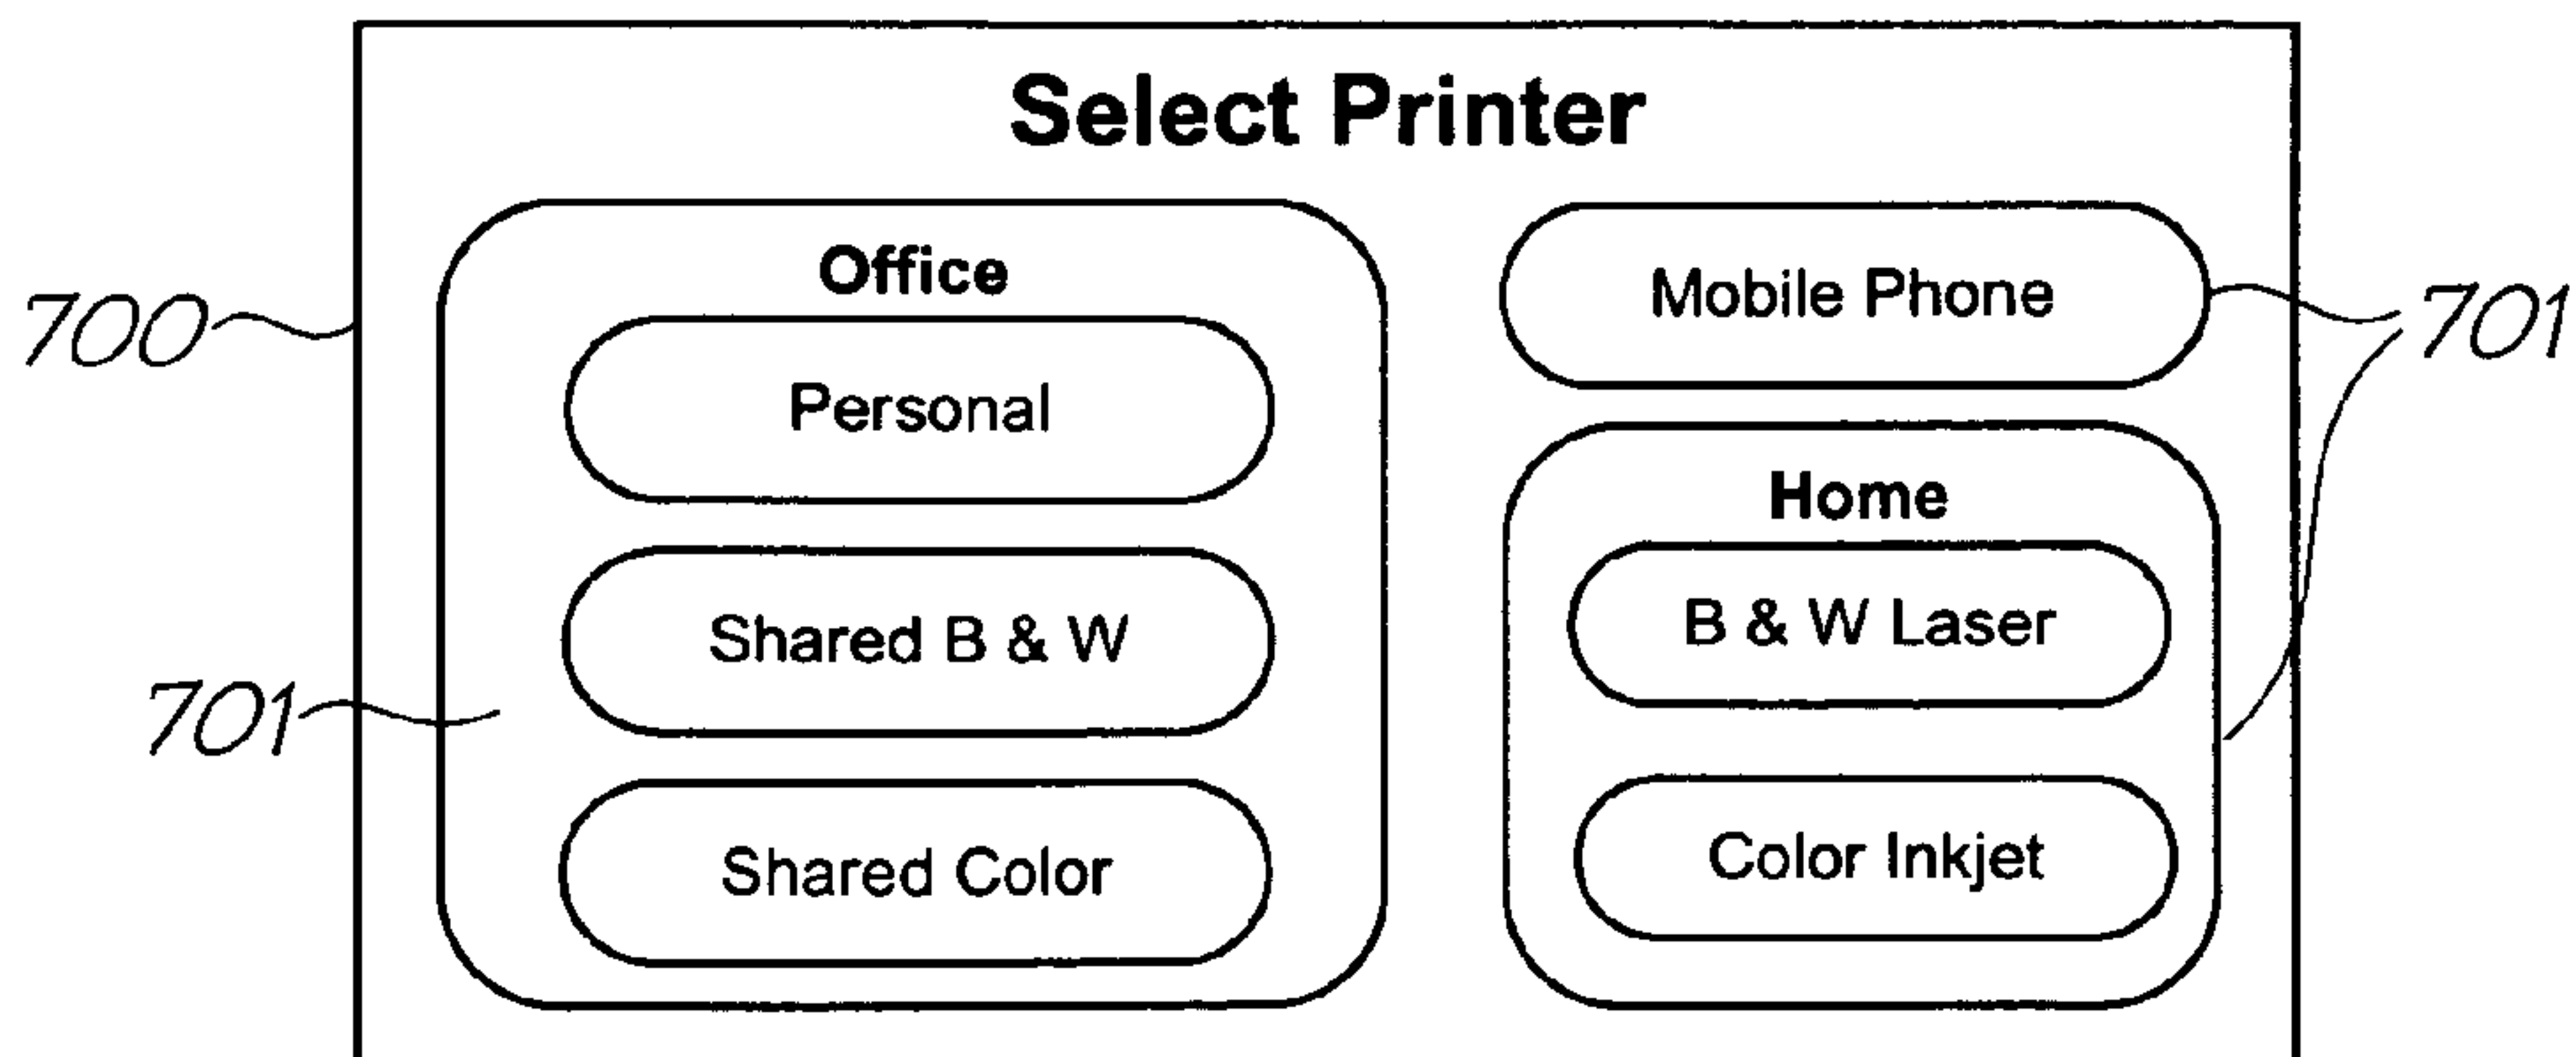 Select Printer
700
Office
Personal
Shared B & W
701
Shared Color
Mobile Phone
701
Home
B & W Laser
Color Inkjet